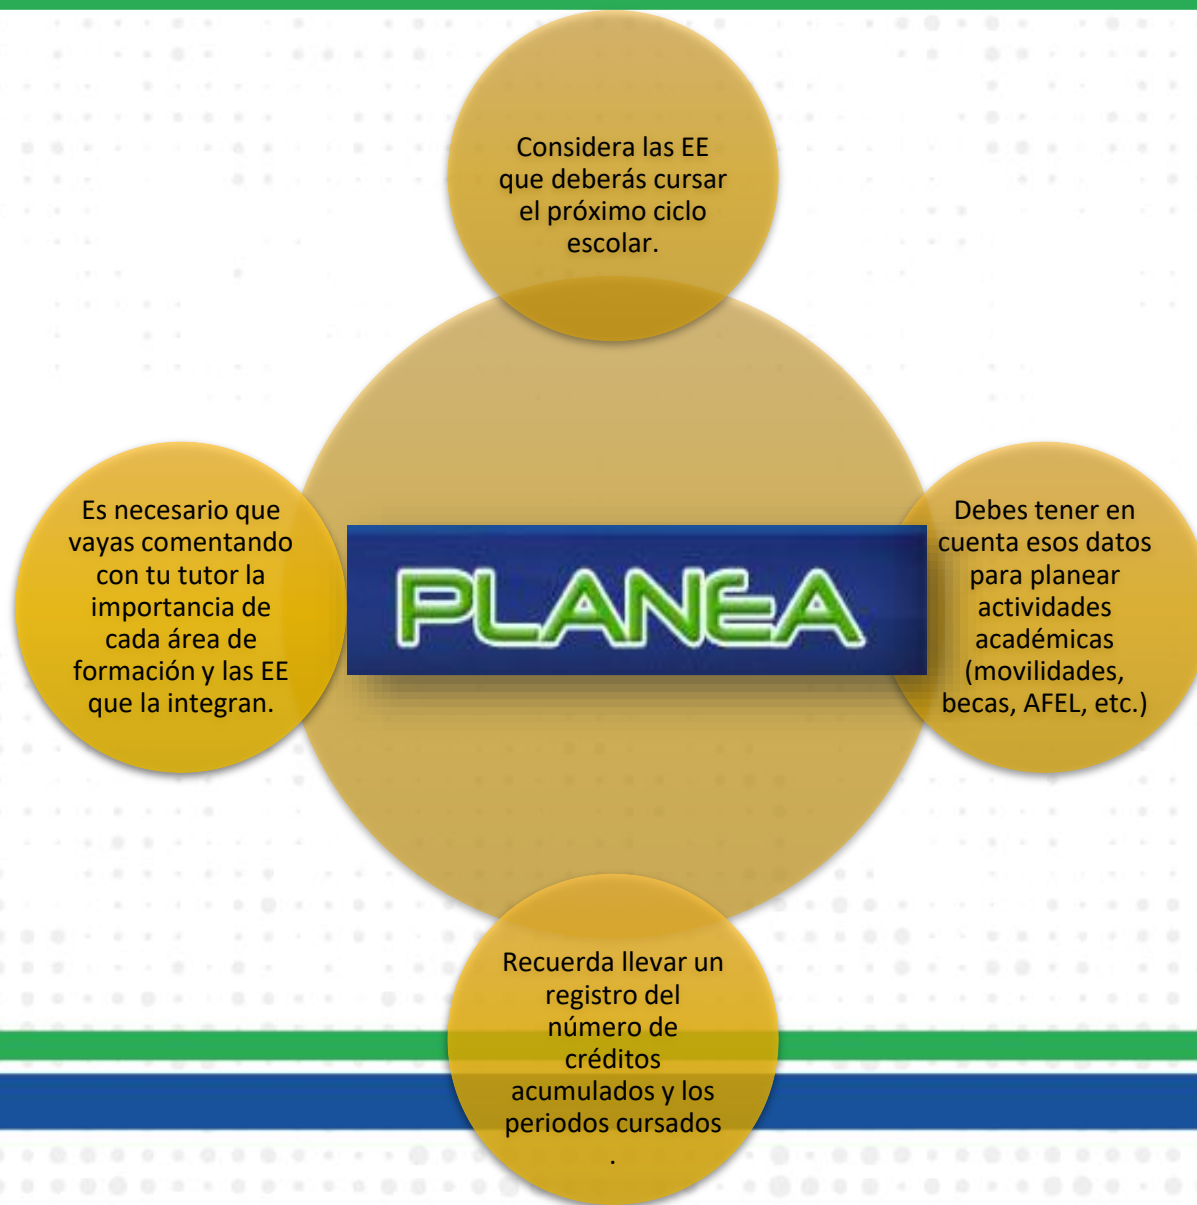 Considera las EE
que deberás cursar
el próximo ciclo
escolar.
Es necesario que
vayas comentando
con tu tutor la
importancia de
cada área de
formación y las EE
que la integran.
PLANEA
Debes tener en
cuenta esos datos
para planear
actividades
académicas
(movilidades,
becas, AFEL, etc.)
Recuerda llevar un
registro del
número de
créditos
acumulados y los
periodos cursados
.